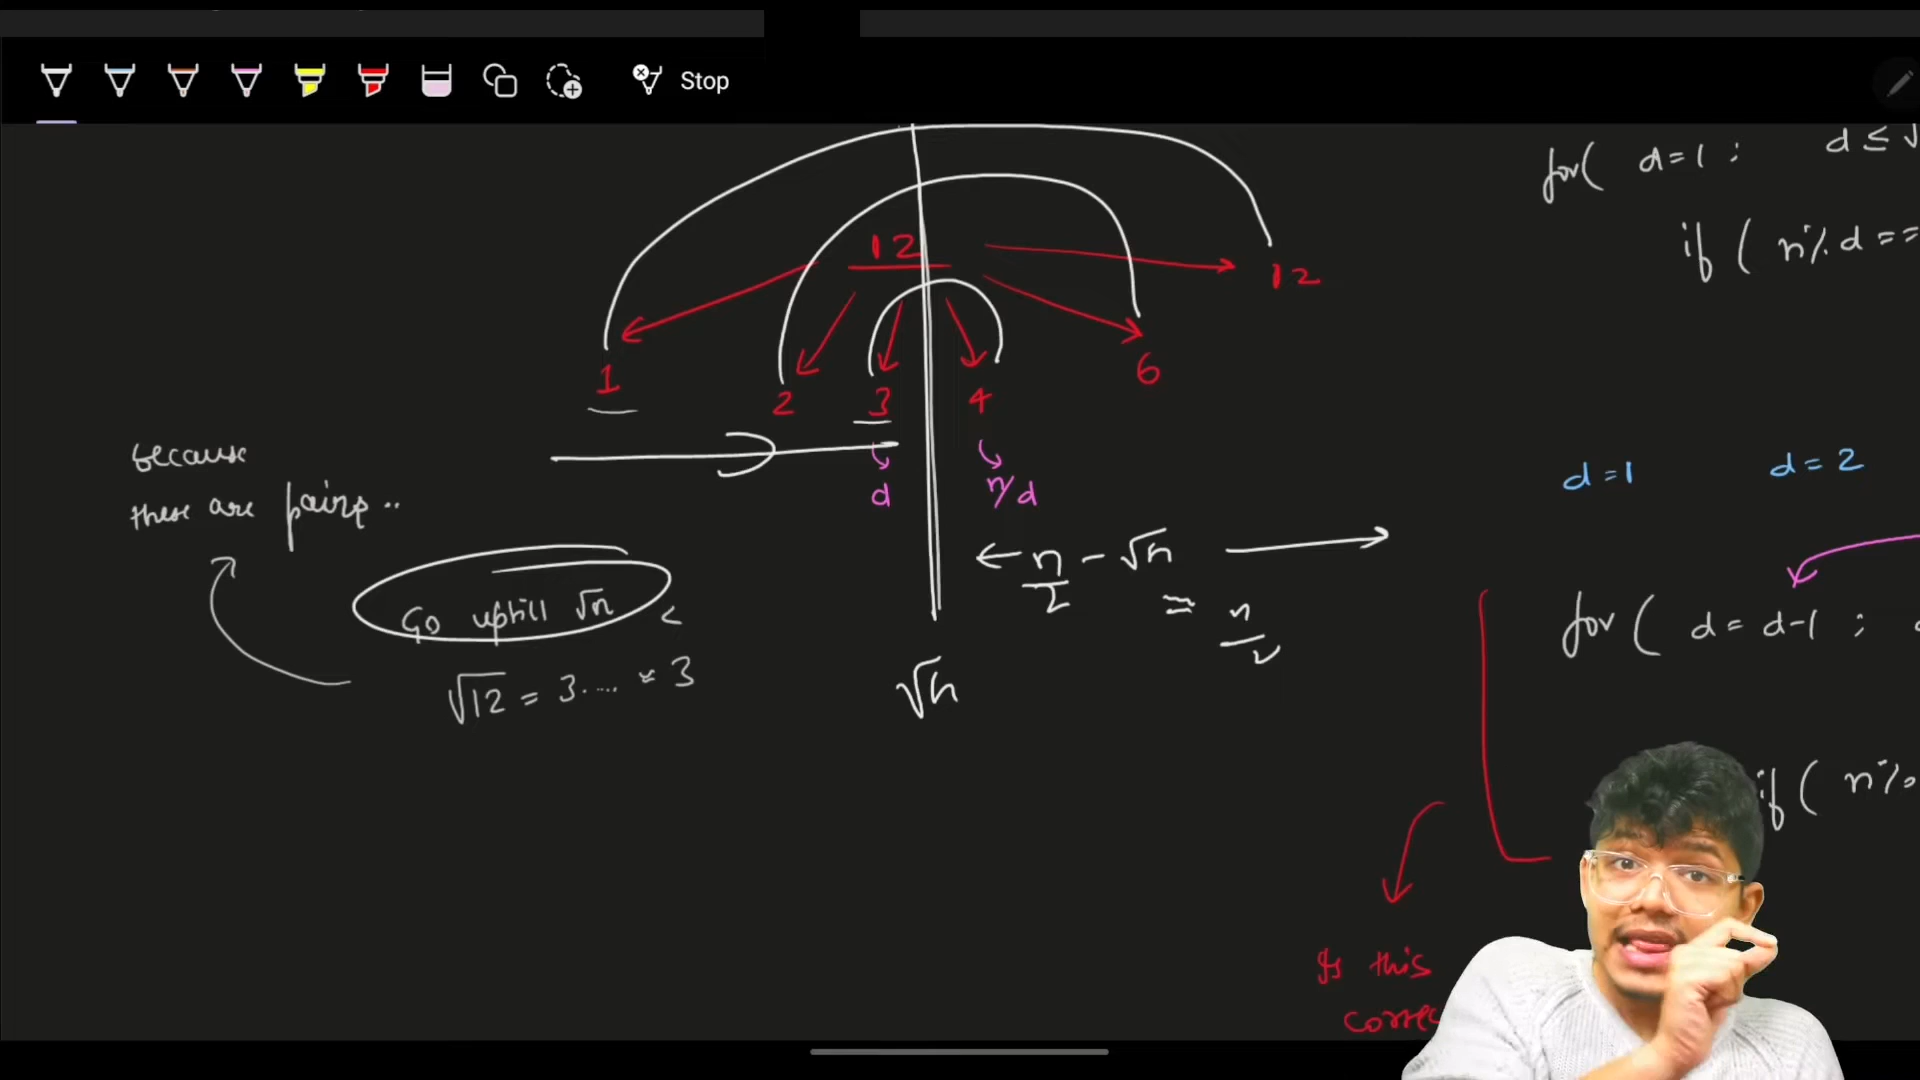 Stop
12
12
1
2
3
4
6
d
n/d
because
these are pairs..
Go uptill √n <
√12 = 3..... ≈ 3
n/2 - √n
≈ n/2
√n
for( d=1 ; d ≤ √
if ( n%d ==
d=1 d=2
for ( d = d-1 ;
if ( n%
Is this
correc